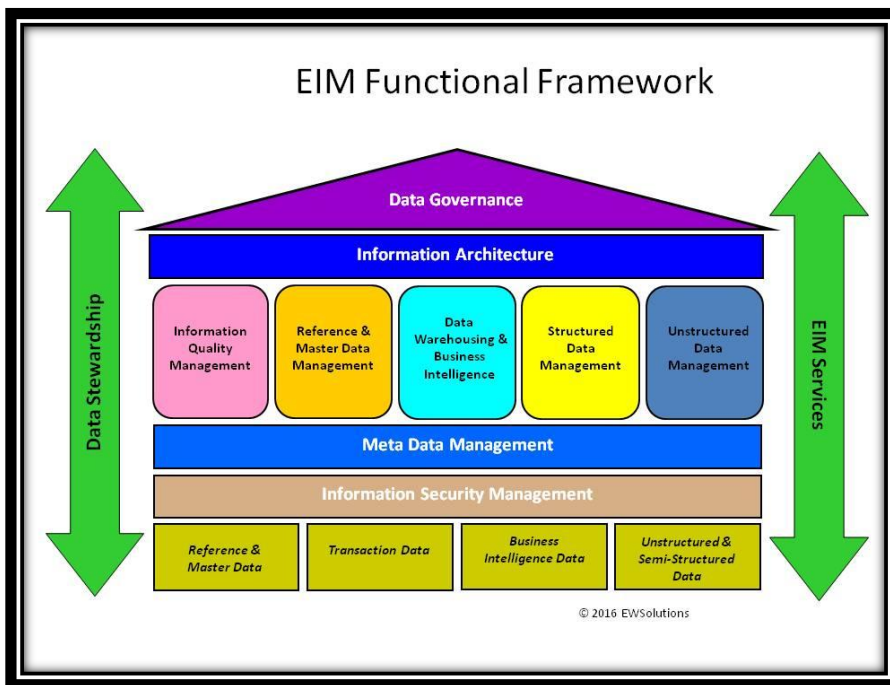 EIM Functional Framework
Data Governance
Information Architecture
Data Stewardship
Information
Quality
Management
Reference &
Master Data
Management
Data
Warehousing &
Business
Intelligence
Structured
Data
Management
Unstructured
Data
Management
EIM Services
Meta Data Management
Information Security Management
Reference &
Master Data
Transaction Data
Business
Intelligence Data
Unstructured &
Semi-Structured
Data
© 2016 EWSolutions